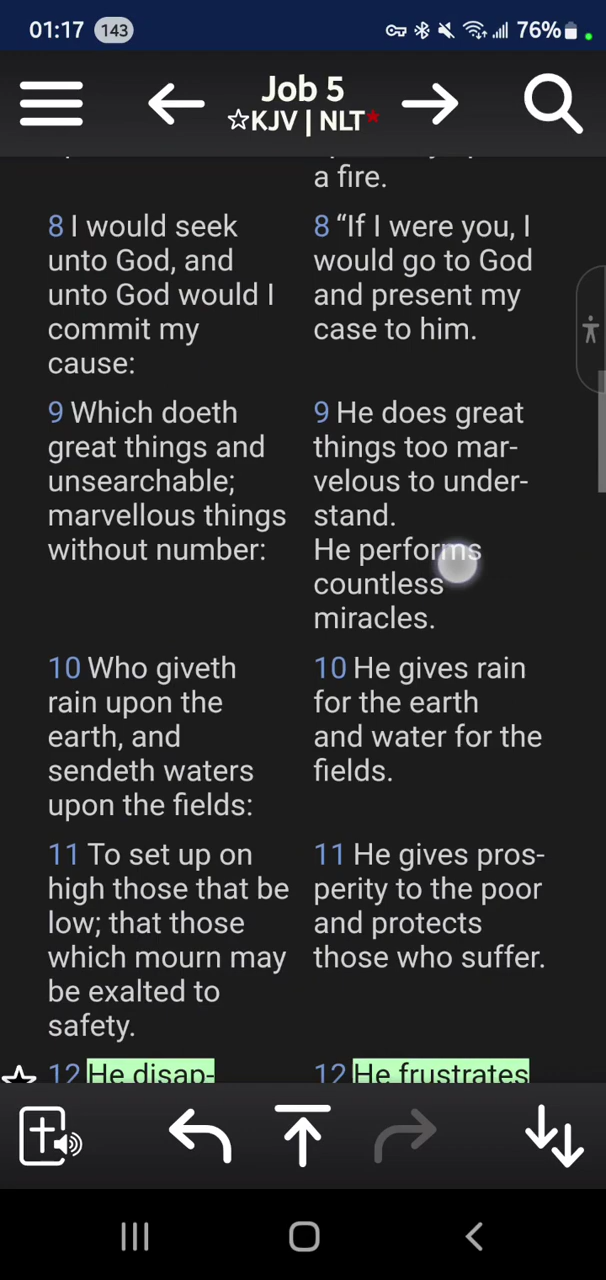 01:17 143 76%
Job 5
☆KJV | NLT*
a fire.
8 I would seek
unto God, and
unto God would I
commit my
cause:
8 “If I were you, I
would go to God
and present my
case to him.
9 Which doeth
great things and
unsearchable;
marvellous things
without number:
9 He does great
things too mar-
velous to under-
stand.
He performs
countless
miracles.
10 Who giveth
rain upon the
earth, and
sendeth waters
upon the fields:
10 He gives rain
for the earth
and water for the
fields.
11 To set up on
high those that be
low; that those
which mourn may
be exalted to
safety.
11 He gives pros-
perity to the poor
and protects
those who suffer.
12 He disap-
12 He frustrates